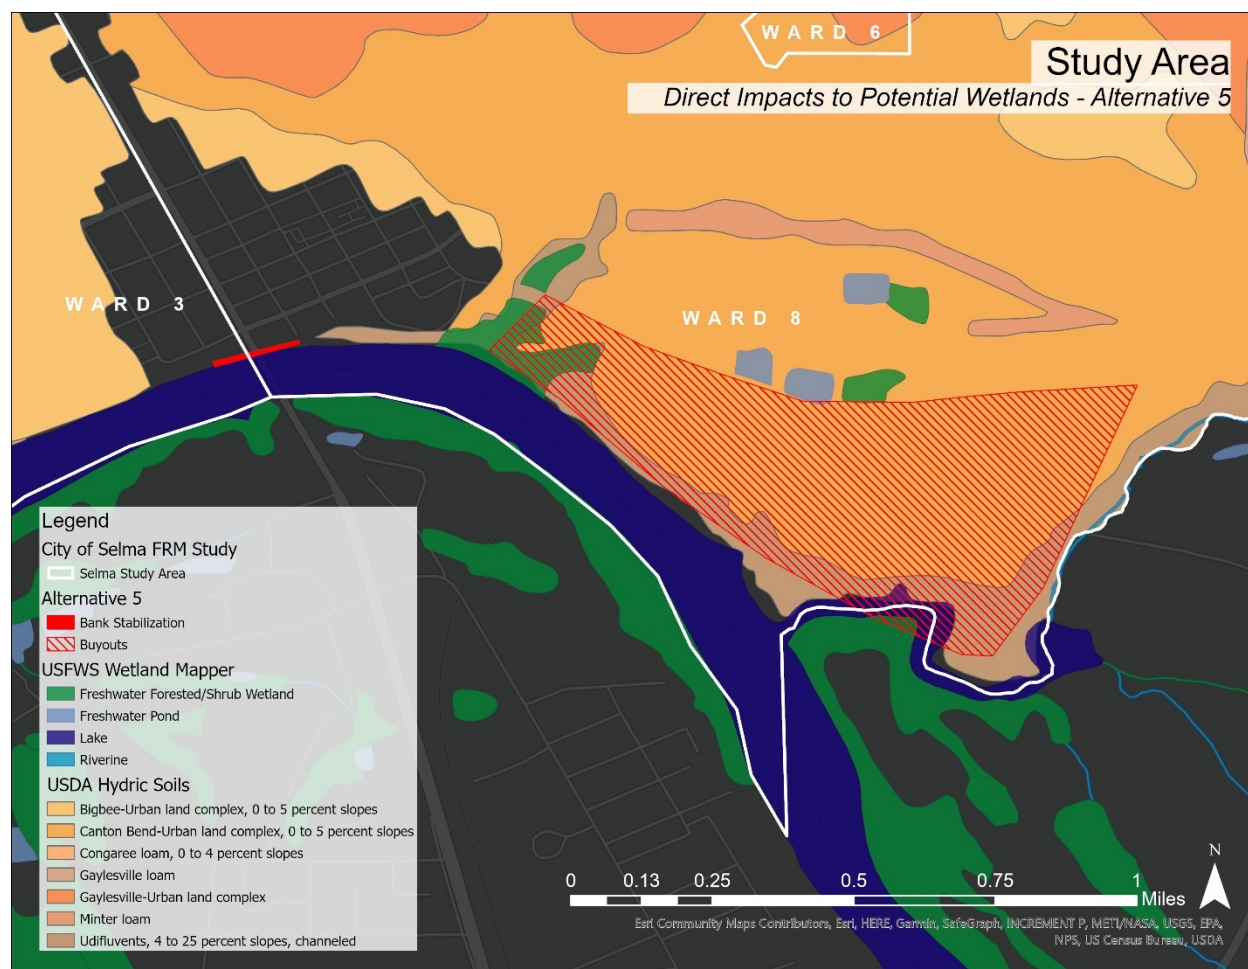 WARD 6
Study Area
Direct Impacts to Potential Wetlands - Alternative 5
WARD 3
WARD 8
Legend
City of Selma FRM Study
Selma Study Area
Alternative 5
Bank Stabilization
Buyouts
USFWS Wetland Mapper
Freshwater Forested/Shrub Wetland
Freshwater Pond
Lake
Riverine
USDA Hydric Soils
Bigbee-Urban land complex, 0 to 5 percent slopes
Canton Bend-Urban land complex, 0 to 5 percent slopes
Congaree loam, 0 to 4 percent slopes
Gaylesville loam
Gaylesville-Urban land complex
Minter loam
Udifluvents, 4 to 25 percent slopes, channeled
N
0 0.13 0.25 0.5 0.75 1
Miles
Esri Community Maps Contributors, Esri, HERE, Garmin, SafeGraph, INCREMENT P, METI/NASA, USGS, EPA,
NPS, US Census Bureau, USDA